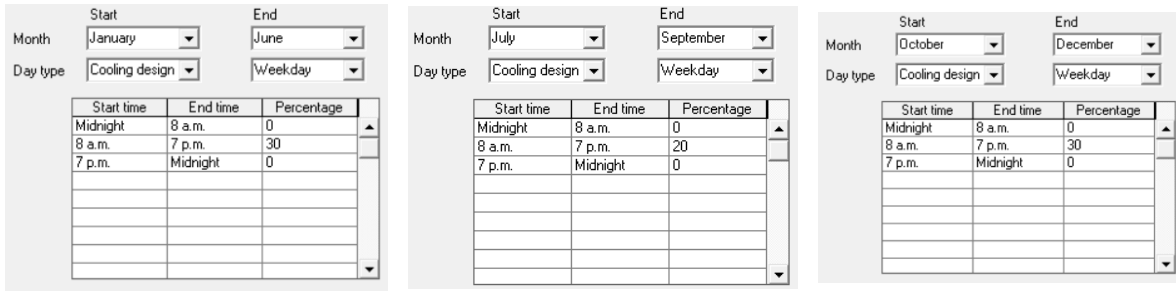 Start End
Month January June
Day type Cooling design Weekday
Start time End time Percentage
Midnight 8 a.m. 0
8 a.m. 7 p.m. 30
7 p.m. Midnight 0
Start End
Month July September
Day type Cooling design Weekday
Start time End time Percentage
Midnight 8 a.m. 0
8 a.m. 7 p.m. 20
7 p.m. Midnight 0
Start End
Month October December
Day type Cooling design Weekday
Start time End time Percentage
Midnight 8 a.m. 0
8 a.m. 7 p.m. 30
7 p.m. Midnight 0